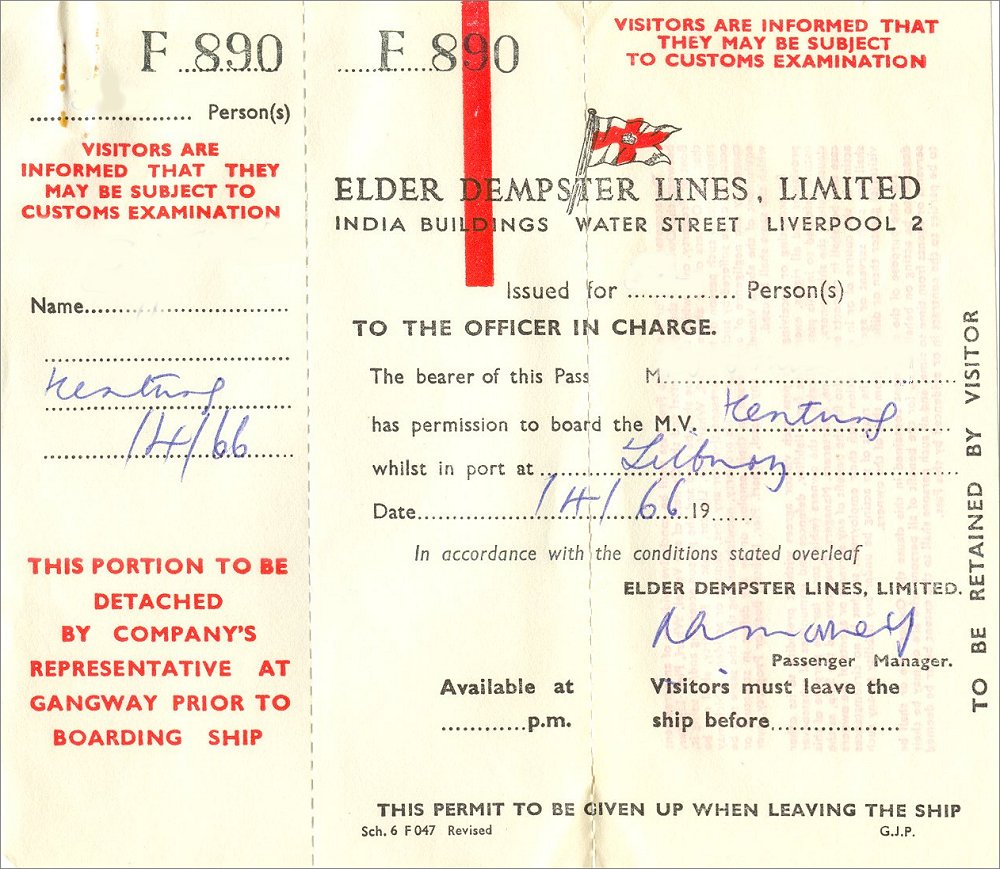 F 890
............ Person(s)
VISITORS ARE
INFORMED THAT THEY
MAY BE SUBJECT TO
CUSTOMS EXAMINATION
Name............
Kentung
1/4/66
THIS PORTION TO BE
DETACHED
BY COMPANY'S
REPRESENTATIVE AT
GANGWAY PRIOR TO
BOARDING SHIP
F 890
VISITORS ARE INFORMED THAT
THEY MAY BE SUBJECT
TO CUSTOMS EXAMINATION
ELDER DEMPSTER LINES, LIMITED
INDIA BUILDINGS WATER STREET LIVERPOOL 2
Issued for ............ Person(s)
TO THE OFFICER IN CHARGE.
The bearer of this Pass M............
has permission to board the M.V. Kentung
whilst in port at Tilbury
Date 1/4/66 19......
In accordance with the conditions stated overleaf
ELDER DEMPSTER LINES, LIMITED.
Passenger Manager.
Available at
............p.m.
Visitors must leave the
ship before............
THIS PERMIT TO BE GIVEN UP WHEN LEAVING THE SHIP
Sch. 6 F 047 Revised
G.J.P.
TO BE RETAINED BY VISITOR